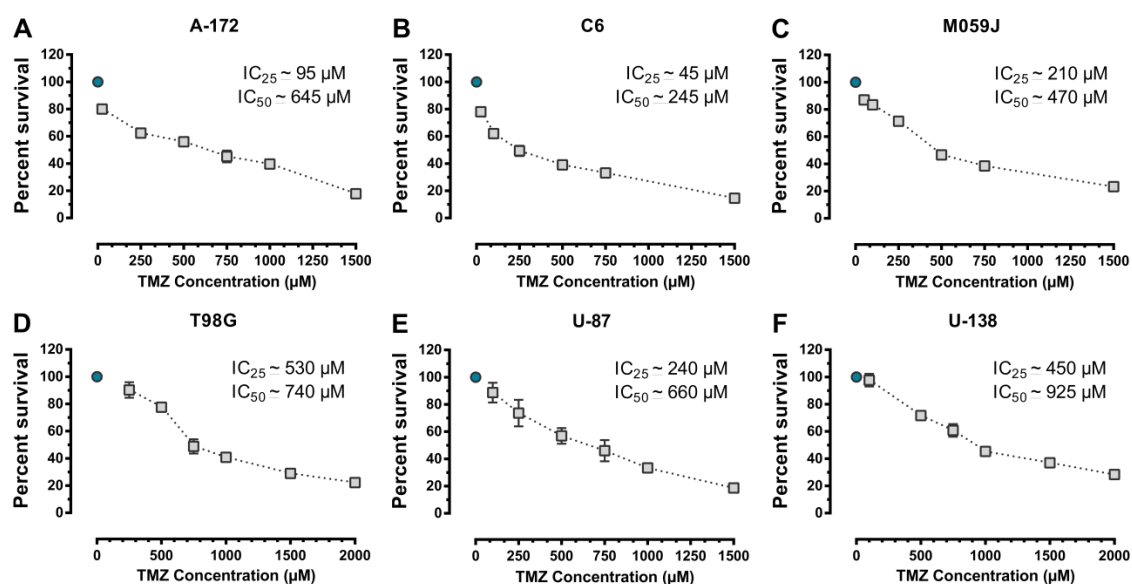 A
A-172
Percent survival
120
100
80
60
40
20
0
IC25 ~ 95 µM
IC50 ~ 645 µM
0 250 500 750 1000 1250 1500
TMZ Concentration (µM)
B
C6
Percent survival
120
100
80
60
40
20
0
IC25 ~ 45 µM
IC50 ~ 245 µM
0 250 500 750 1000 1250 1500
TMZ Concentration (µM)
C
M059J
Percent survival
120
100
80
60
40
20
0
IC25 ~ 210 µM
IC50 ~ 470 µM
0 250 500 750 1000 1250 1500
TMZ Concentration (µM)
D
T98G
Percent survival
120
100
80
60
40
20
0
IC25 ~ 530 µM
IC50 ~ 740 µM
0 500 1000 1500 2000
TMZ Concentration (µM)
E
U-87
Percent survival
120
100
80
60
40
20
0
IC25 ~ 240 µM
IC50 ~ 660 µM
0 250 500 750 1000 1250 1500
TMZ Concentration (µM)
F
U-138
Percent survival
120
100
80
60
40
20
0
IC25 ~ 450 µM
IC50 ~ 925 µM
0 500 1000 1500 2000
TMZ Concentration (µM)